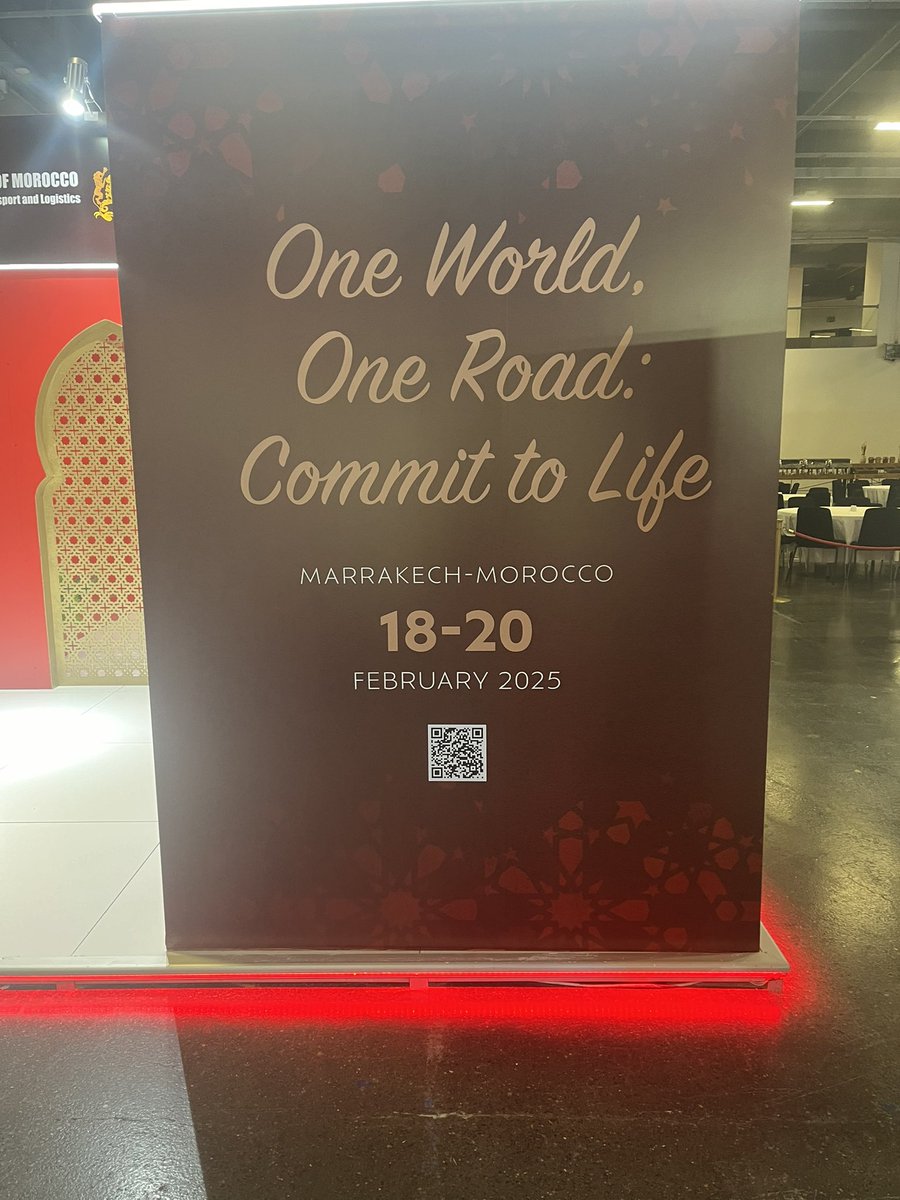 OF MOROCCO
sport and Logistics
One World,
One Road:
Commit to Life
MARRAKECH-MOROCCO
18-20
FEBRUARY 2025